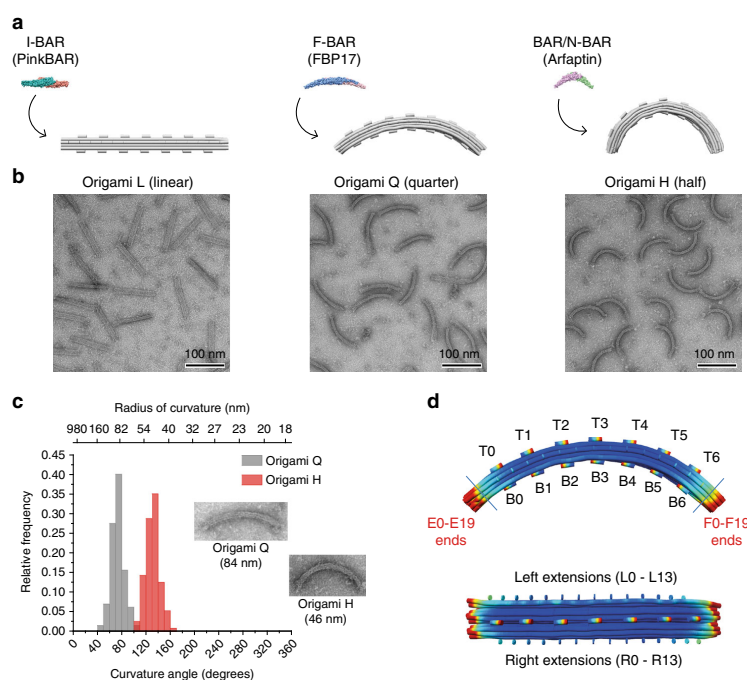 a
I-BAR
(PinkBAR)
F-BAR
(FBP17)
BAR/N-BAR
(Arfaptin)
b
Origami L (linear)
Origami Q (quarter)
Origami H (half)
100 nm
100 nm
100 nm
c
Radius of curvature (nm)
980 160 82 54 40 32 27 23 20 18
0.45
0.40
0.35
0.30
0.25
0.20
0.15
0.10
0.05
0.00
Relative frequency
Origami Q
Origami H
Origami Q
(84 nm)
Origami H
(46 nm)
0 40 80 120 160 200 240 280 320 360
Curvature angle (degrees)
d
T0 T1 T2 T3 T4 T5 T6
B0 B1 B2 B3 B4 B5 B6
E0-E19
ends
F0-F19
ends
Left extensions (L0 - L13)
Right extensions (R0 - R13)